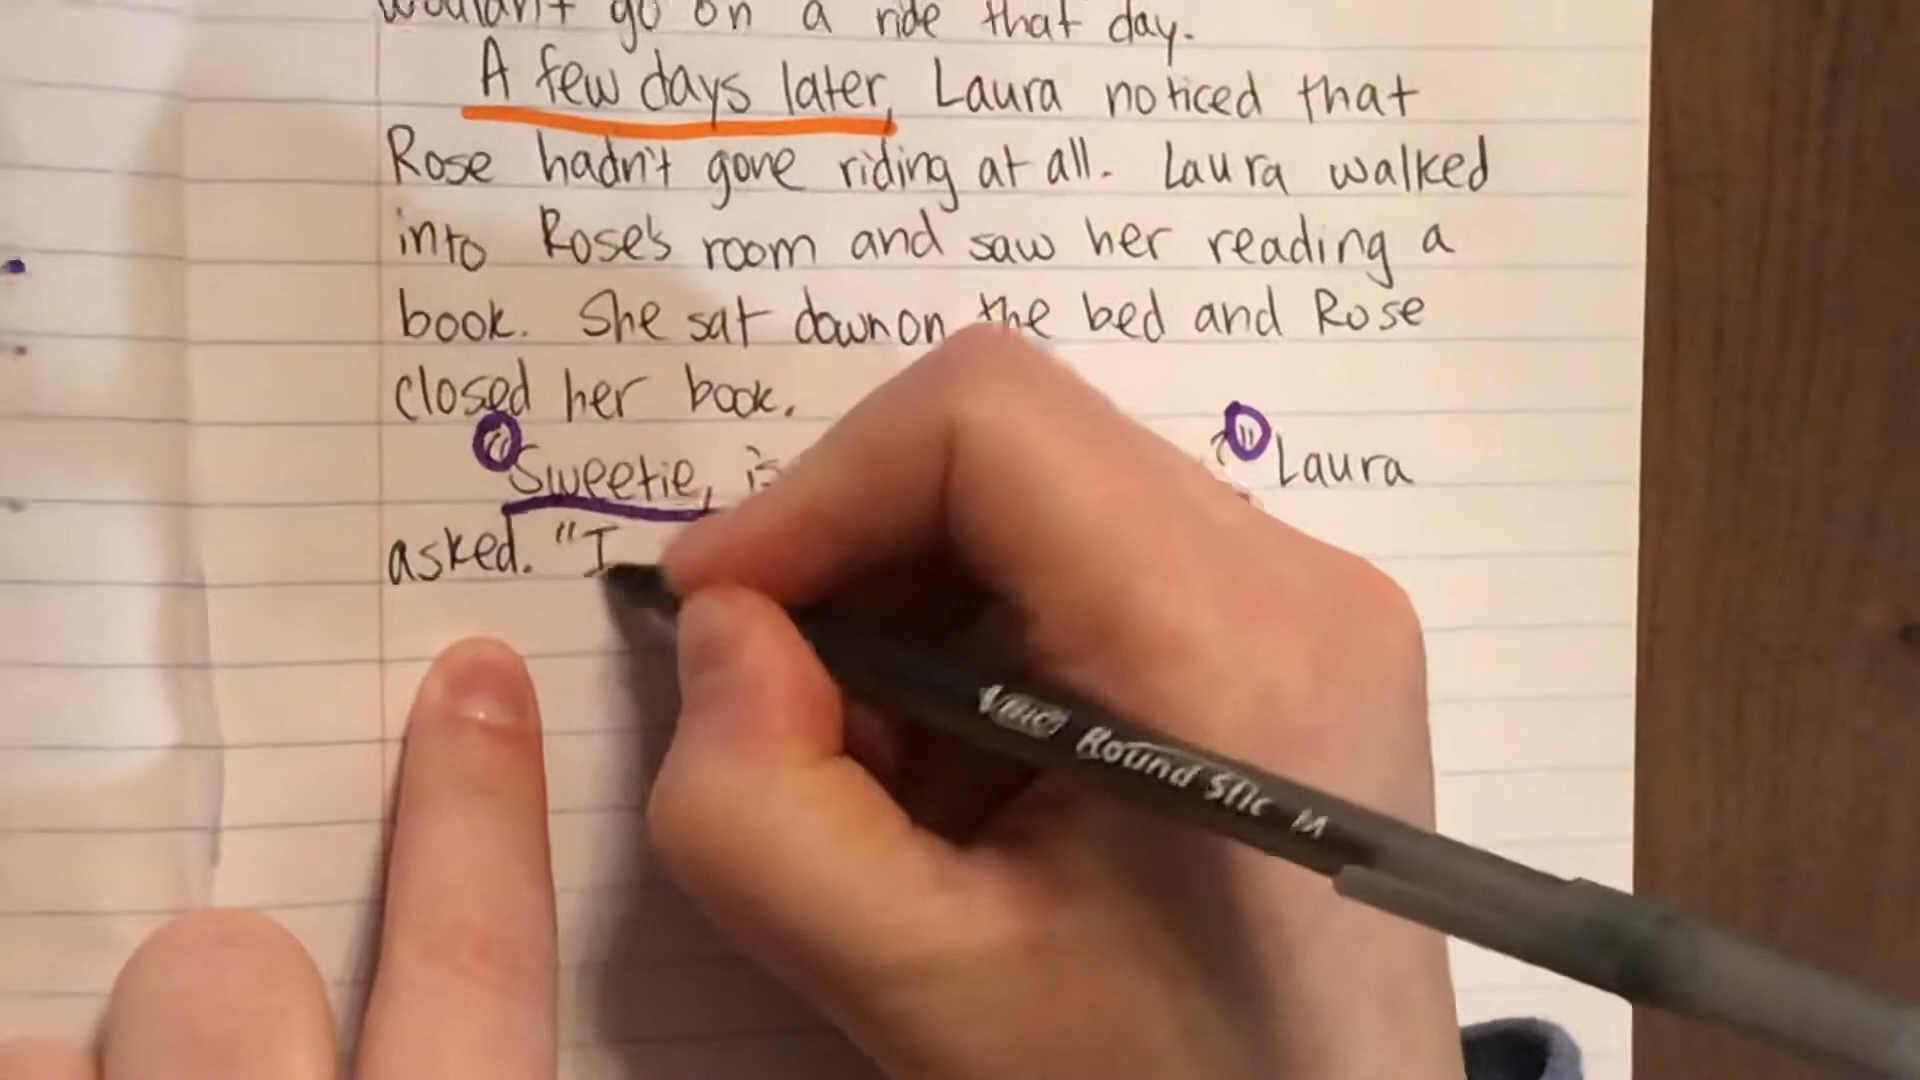 wouldn't go on a ride that day.
A few days later, Laura noticed that
Rose hadn't gone riding at all. Laura walked
into Rose's room and saw her reading a
book. She sat down on the bed and Rose
closed her book.
"Sweetie, ?" Laura
asked. "I
BIC Round Stic M